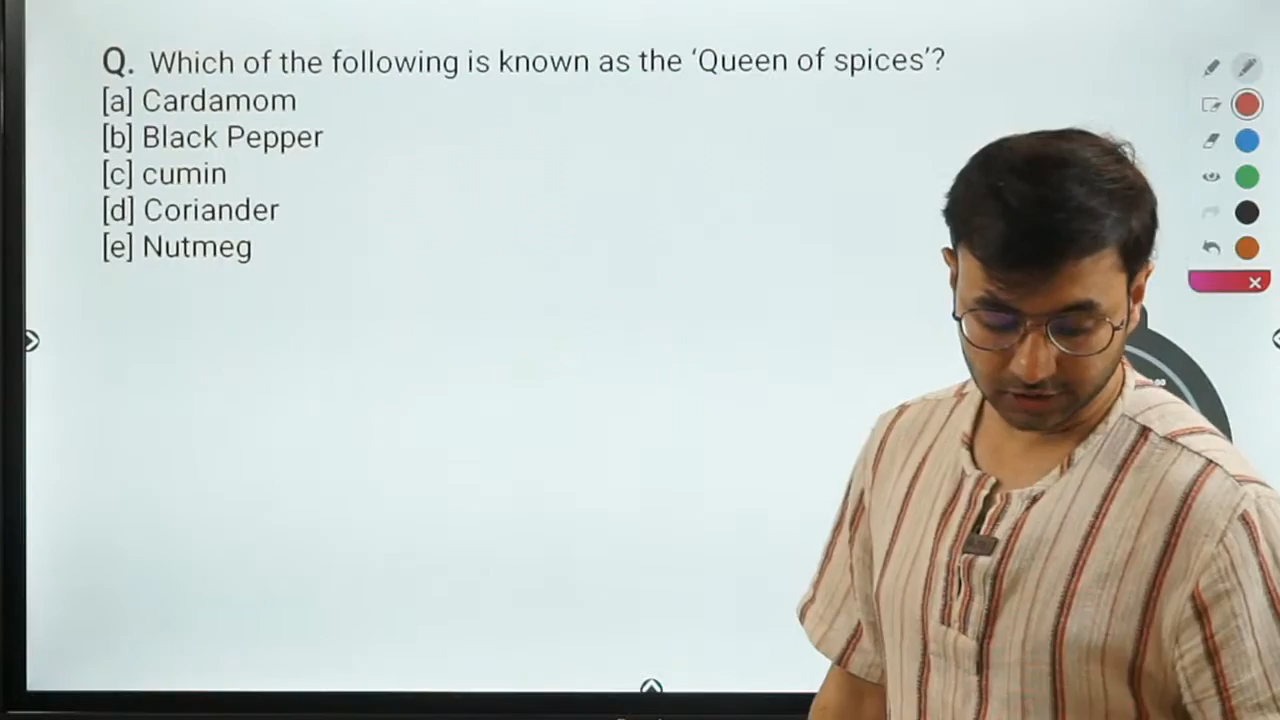 Q. Which of the following is known as the ‘Queen of spices’?
[a] Cardamom
[b] Black Pepper
[c] cumin
[d] Coriander
[e] Nutmeg